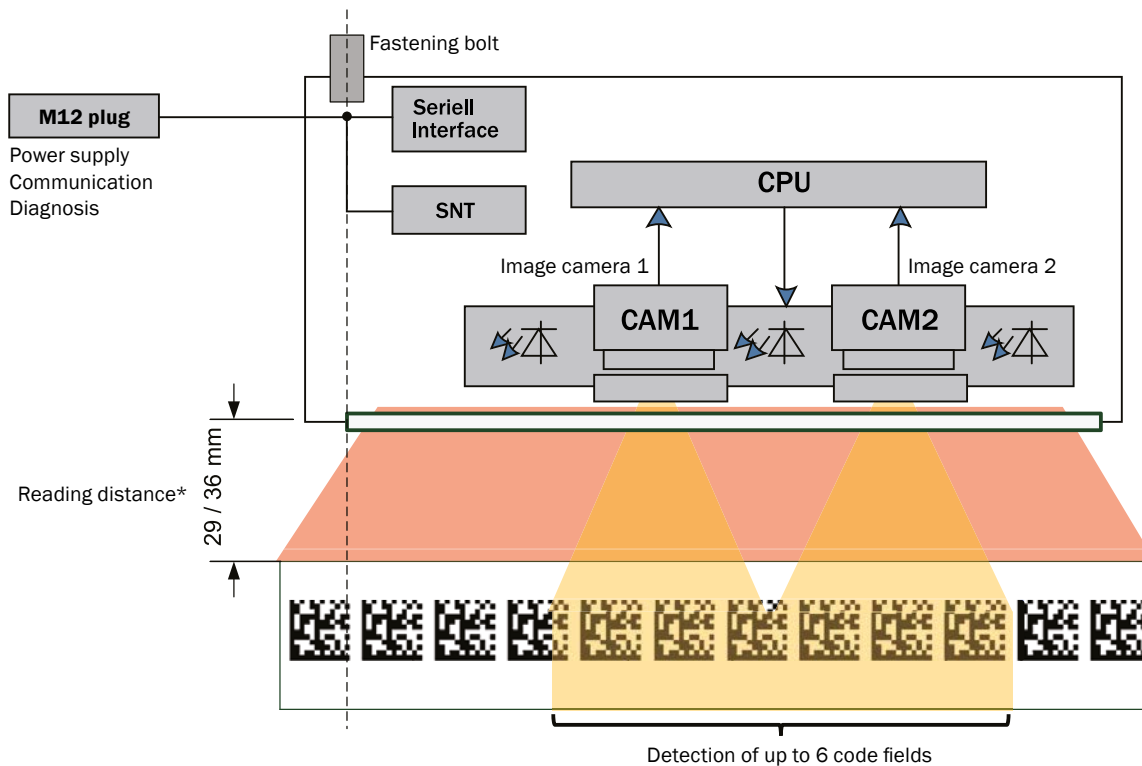 Fastening bolt
M12 plug
Power supply
Communication
Diagnosis
Seriell
Interface
SNT
CPU
Image camera 1
Image camera 2
CAM1
CAM2
Reading distance*
29 / 36 mm
Detection of up to 6 code fields